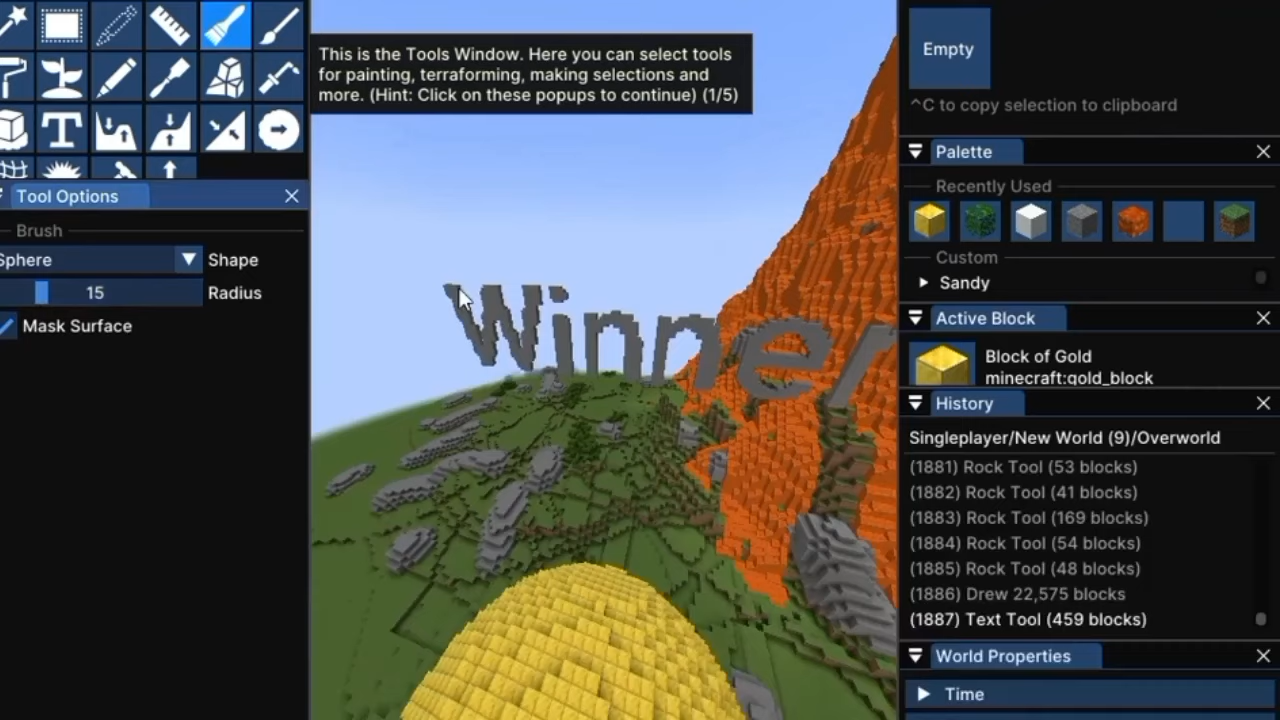 This is the Tools Window. Here you can select tools
for painting, terraforming, making selections and
more. (Hint: Click on these popups to continue) (1/5)
Tool Options
Brush
Sphere
Shape
15
Radius
Mask Surface
Winner
Empty
^C to copy selection to clipboard
Palette
Recently Used
Custom
Sandy
Active Block
Block of Gold
minecraft:gold_block
History
Singleplayer/New World (9)/Overworld
(1881) Rock Tool (53 blocks)
(1882) Rock Tool (41 blocks)
(1883) Rock Tool (169 blocks)
(1884) Rock Tool (54 blocks)
(1885) Rock Tool (48 blocks)
(1886) Drew 22,575 blocks
(1887) Text Tool (459 blocks)
World Properties
Time